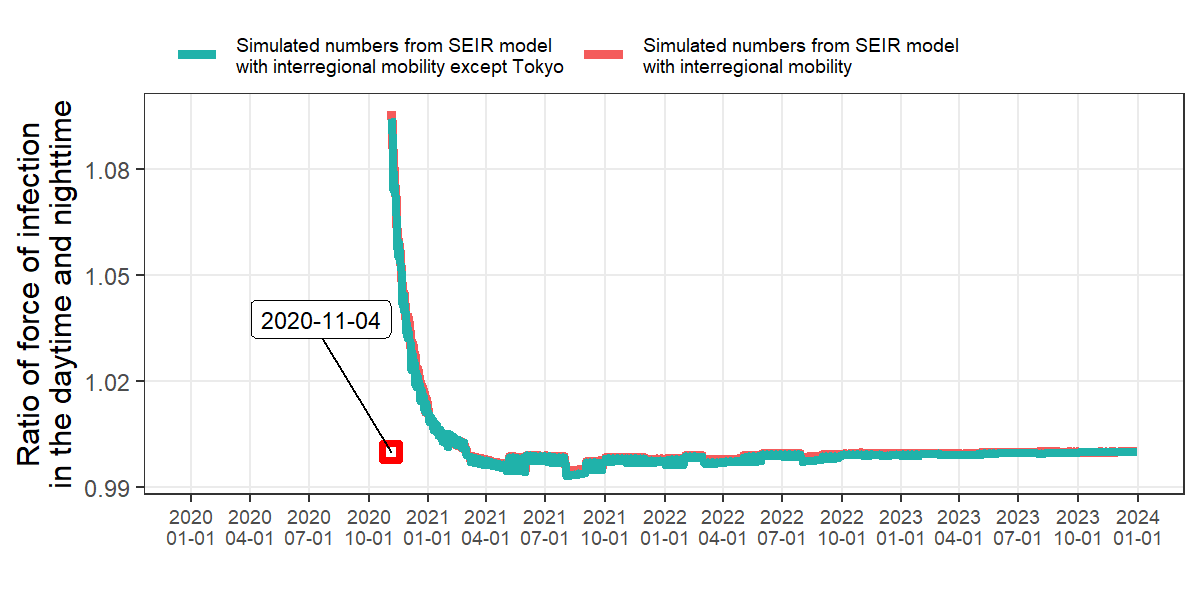 Simulated numbers from SEIR model
with interregional mobility except Tokyo
Simulated numbers from SEIR model
with interregional mobility
Ratio of force of infection
in the daytime and nighttime
1.08
1.05
1.02
0.99
2020-11-04
2020 2020 2020 2020 2021 2021 2021 2021 2022 2022 2022 2022 2023 2023 2023 2023 2024
01-01 04-01 07-01 10-01 01-01 04-01 07-01 10-01 01-01 04-01 07-01 10-01 01-01 04-01 07-01 10-01 01-01